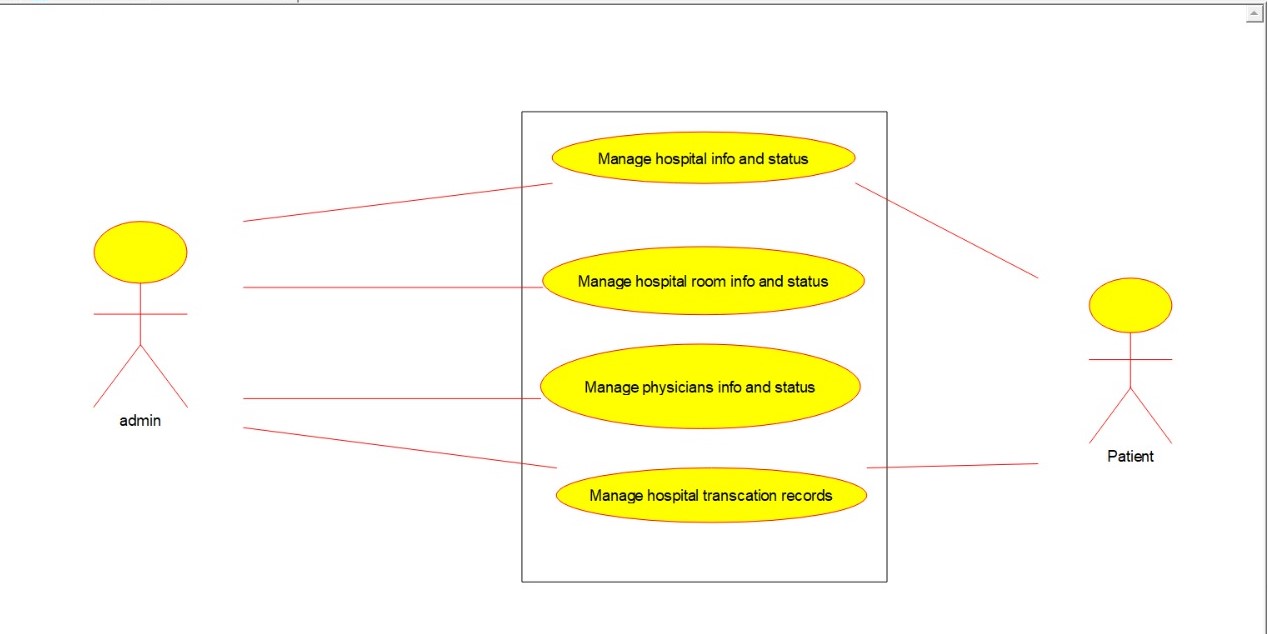 Manage hospital info and status
Manage hospital room info and status
Manage physicians info and status
admin
Patient
Manage hospital transcation records